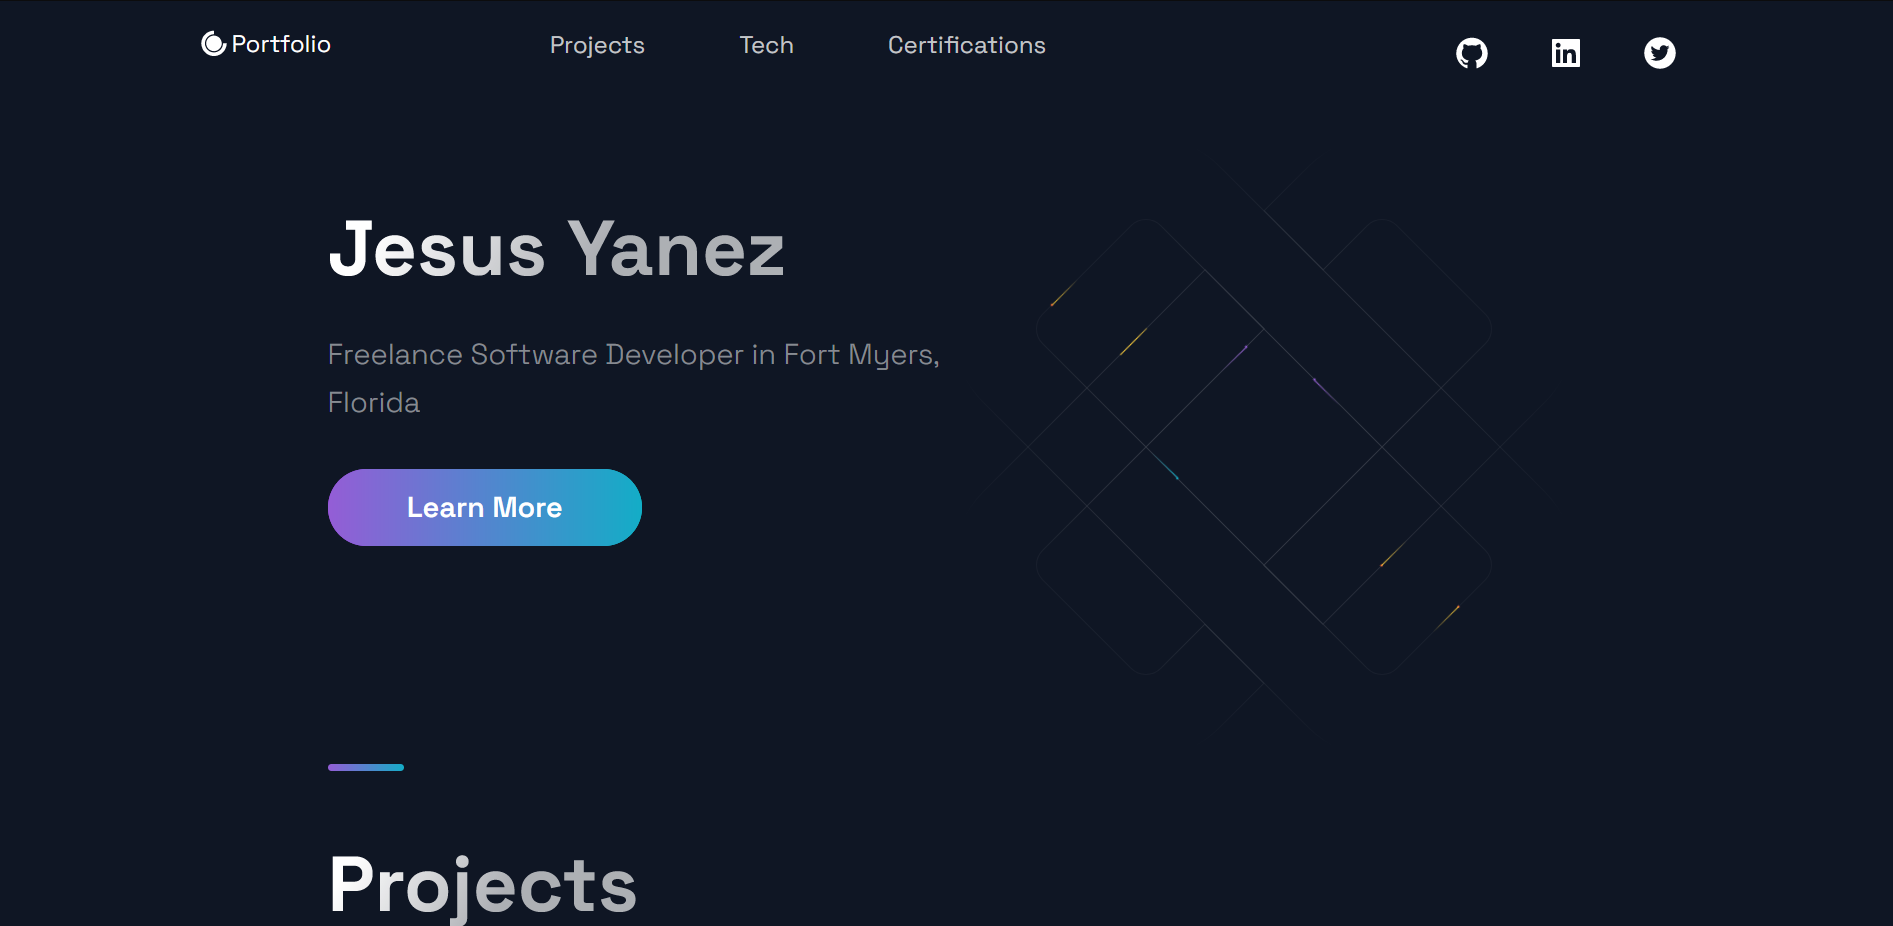 Portfolio
Projects
Tech
Certifications
Jesus Yanez
Freelance Software Developer in Fort Myers,
Florida
Learn More
Projects